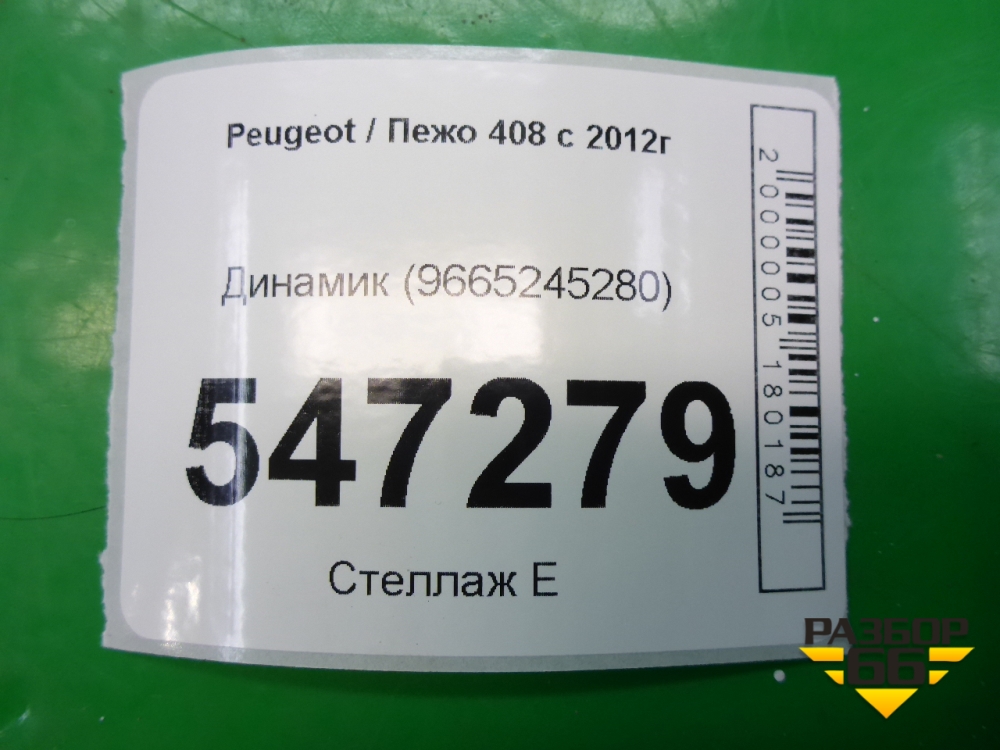 Peugeot / Пежо 408 с 2012г
Динамик (9665245280)
547279
Стеллаж Е
2000005180187
РАЗБОР
66